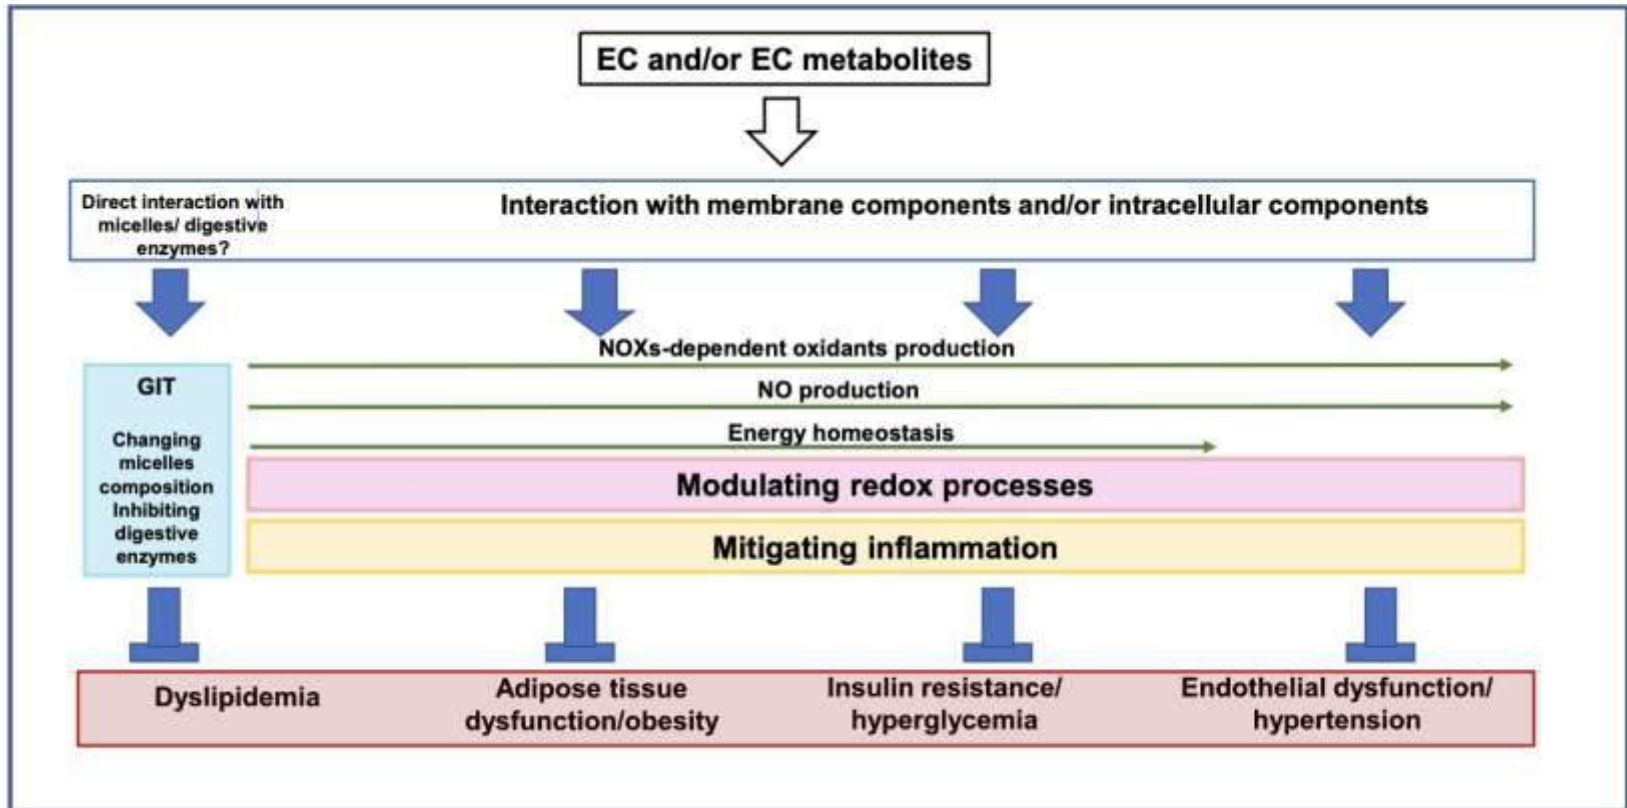 EC and/or EC metabolites
Direct interaction with
micelles/ digestive
enzymes?
Interaction with membrane components and/or intracellular components
NOXs-dependent oxidants production
NO production
Energy homeostasis
GIT
Changing
micelles
composition
Inhibiting
digestive
enzymes
Modulating redox processes
Mitigating inflammation
Dyslipidemia
Adipose tissue
dysfunction/obesity
Insulin resistance/
hyperglycemia
Endothelial dysfunction/
hypertension